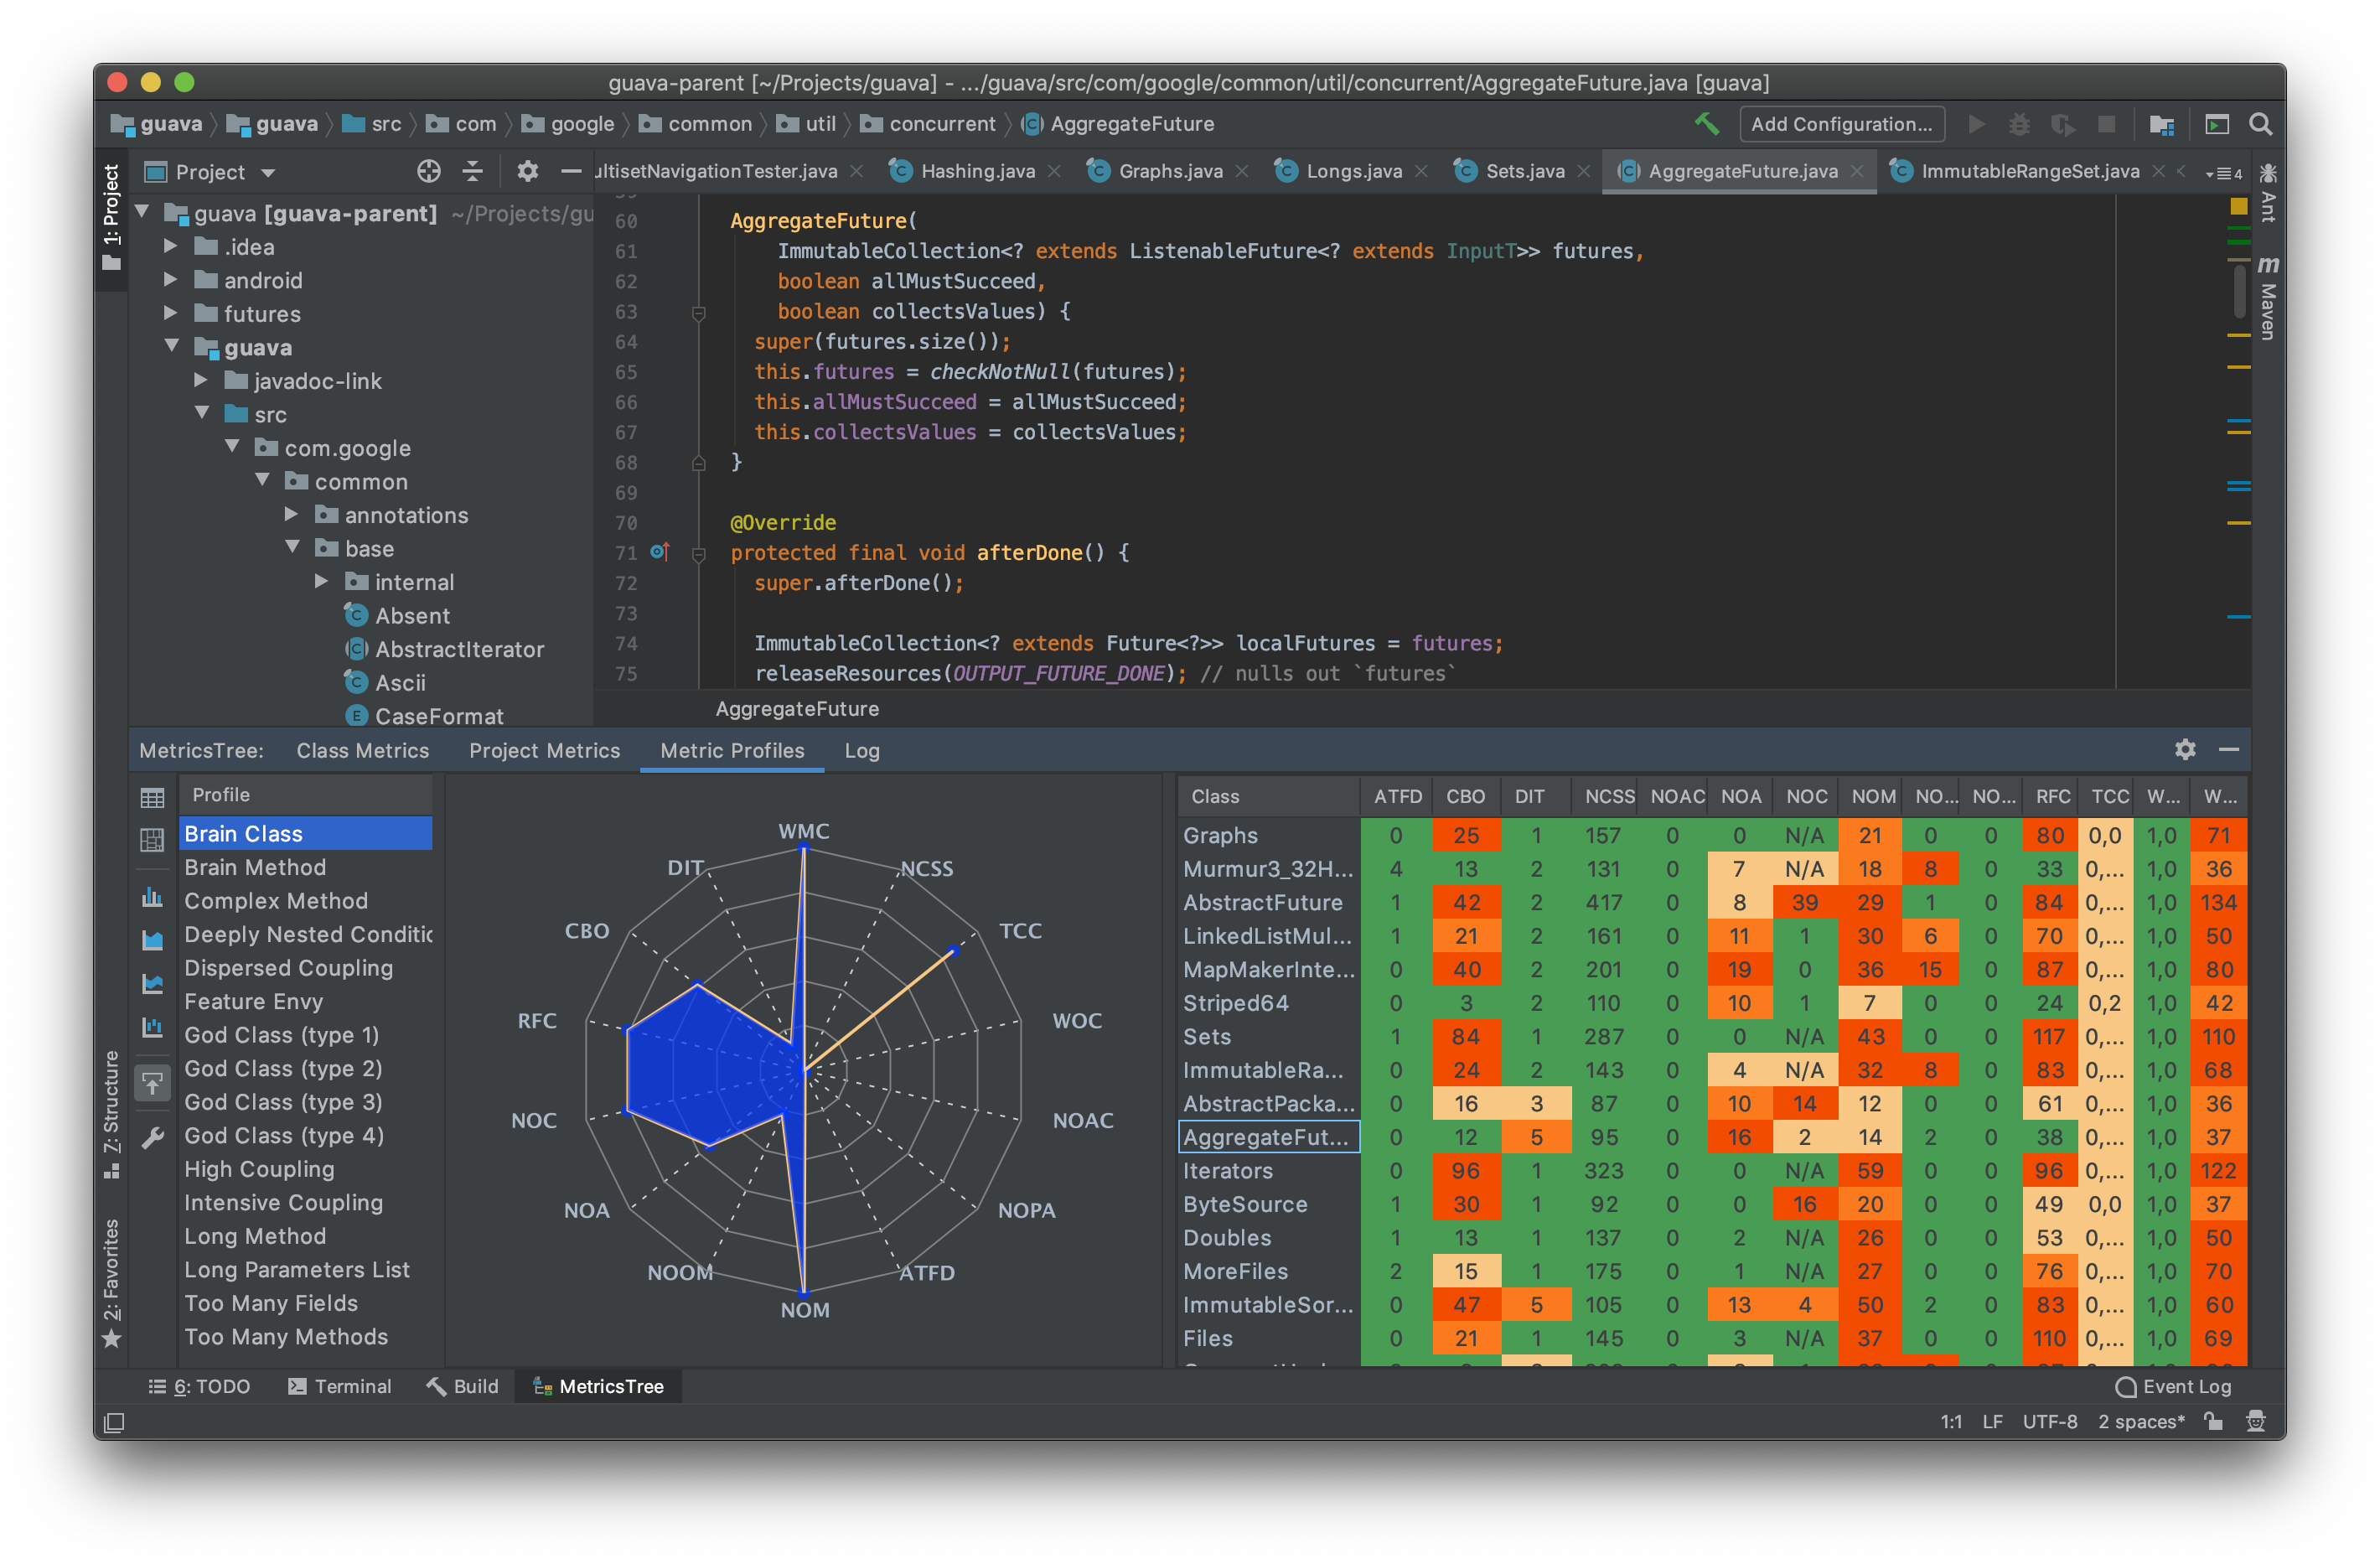 guava-parent [~/Projects/guava] - .../guava/src/com/google/common/util/concurrent/AggregateFuture.java [guava]
guava guava src com google common util concurrent AggregateFuture Add Configuration...
1: Project
Project
ultisetNavigationTester.java Hashing.java Graphs.java Longs.java Sets.java AggregateFuture.java ImmutableRangeSet.java 4
Ant
Maven
guava [guava-parent] ~/Projects/gu
.idea
android
futures
guava
javadoc-link
src
com.google
common
annotations
base
internal
Absent
AbstractIterator
Ascii
CaseFormat
60 AggregateFuture(
61 ImmutableCollection<? extends ListenableFuture<? extends InputT>> futures,
62 boolean allMustSucceed,
63 boolean collectsValues) {
64 super(futures.size());
65 this.futures = checkNotNull(futures);
66 this.allMustSucceed = allMustSucceed;
67 this.collectsValues = collectsValues;
68 }
69
70 @Override
71 protected final void afterDone() {
72 super.afterDone();
73
74 ImmutableCollection<? extends Future<?>> localFutures = futures;
75 releaseResources(OUTPUT_FUTURE_DONE); // nulls out `futures`
AggregateFuture
MetricsTree: Class Metrics Project Metrics Metric Profiles Log
Profile
Brain Class
Brain Method
Complex Method
Deeply Nested Conditic
Dispersed Coupling
Feature Envy
God Class (type 1)
God Class (type 2)
God Class (type 3)
God Class (type 4)
High Coupling
Intensive Coupling
Long Method
Long Parameters List
Too Many Fields
Too Many Methods
WMC
NCSS
TCC
WOC
NOAC
NOPA
ATFD
NOM
NOOM
NOA
NOC
RFC
CBO
DIT
Class ATFD CBO DIT NCSS NOAC NOA NOC NOM NO... NO... RFC TCC W... W...
Graphs 0 25 1 157 0 0 N/A 21 0 0 80 0,0 1,0 71
Murmur3_32H... 4 13 2 131 0 7 N/A 18 8 0 33 0,... 1,0 36
AbstractFuture 1 42 2 417 0 8 39 29 1 0 84 0,... 1,0 134
LinkedListMul... 1 21 2 161 0 11 1 30 6 0 70 0,... 1,0 50
MapMakerInte... 0 40 2 201 0 19 0 36 15 0 87 0,... 1,0 80
Striped64 0 3 2 110 0 10 1 7 0 0 24 0,2 1,0 42
Sets 1 84 1 287 0 0 N/A 43 0 0 117 0,... 1,0 110
ImmutableRa... 0 24 2 143 0 4 N/A 32 8 0 83 0,... 1,0 68
AbstractPacka... 0 16 3 87 0 10 14 12 0 0 61 0,... 1,0 36
AggregateFut... 0 12 5 95 0 16 2 14 2 0 38 0,... 1,0 37
Iterators 0 96 1 323 0 0 N/A 59 0 0 96 0,... 1,0 122
ByteSource 1 30 1 92 0 0 16 20 0 0 49 0,0 1,0 37
Doubles 1 13 1 137 0 2 N/A 26 0 0 53 0,... 1,0 50
MoreFiles 2 15 1 175 0 1 N/A 27 0 0 76 0,... 1,0 70
ImmutableSor... 0 47 5 105 0 13 4 50 2 0 83 0,... 1,0 60
Files 0 21 1 145 0 3 N/A 37 0 0 110 0,... 1,0 69
Z: Structure
2: Favorites
6: TODO Terminal Build MetricsTree Event Log
1:1 LF UTF-8 2 spaces*